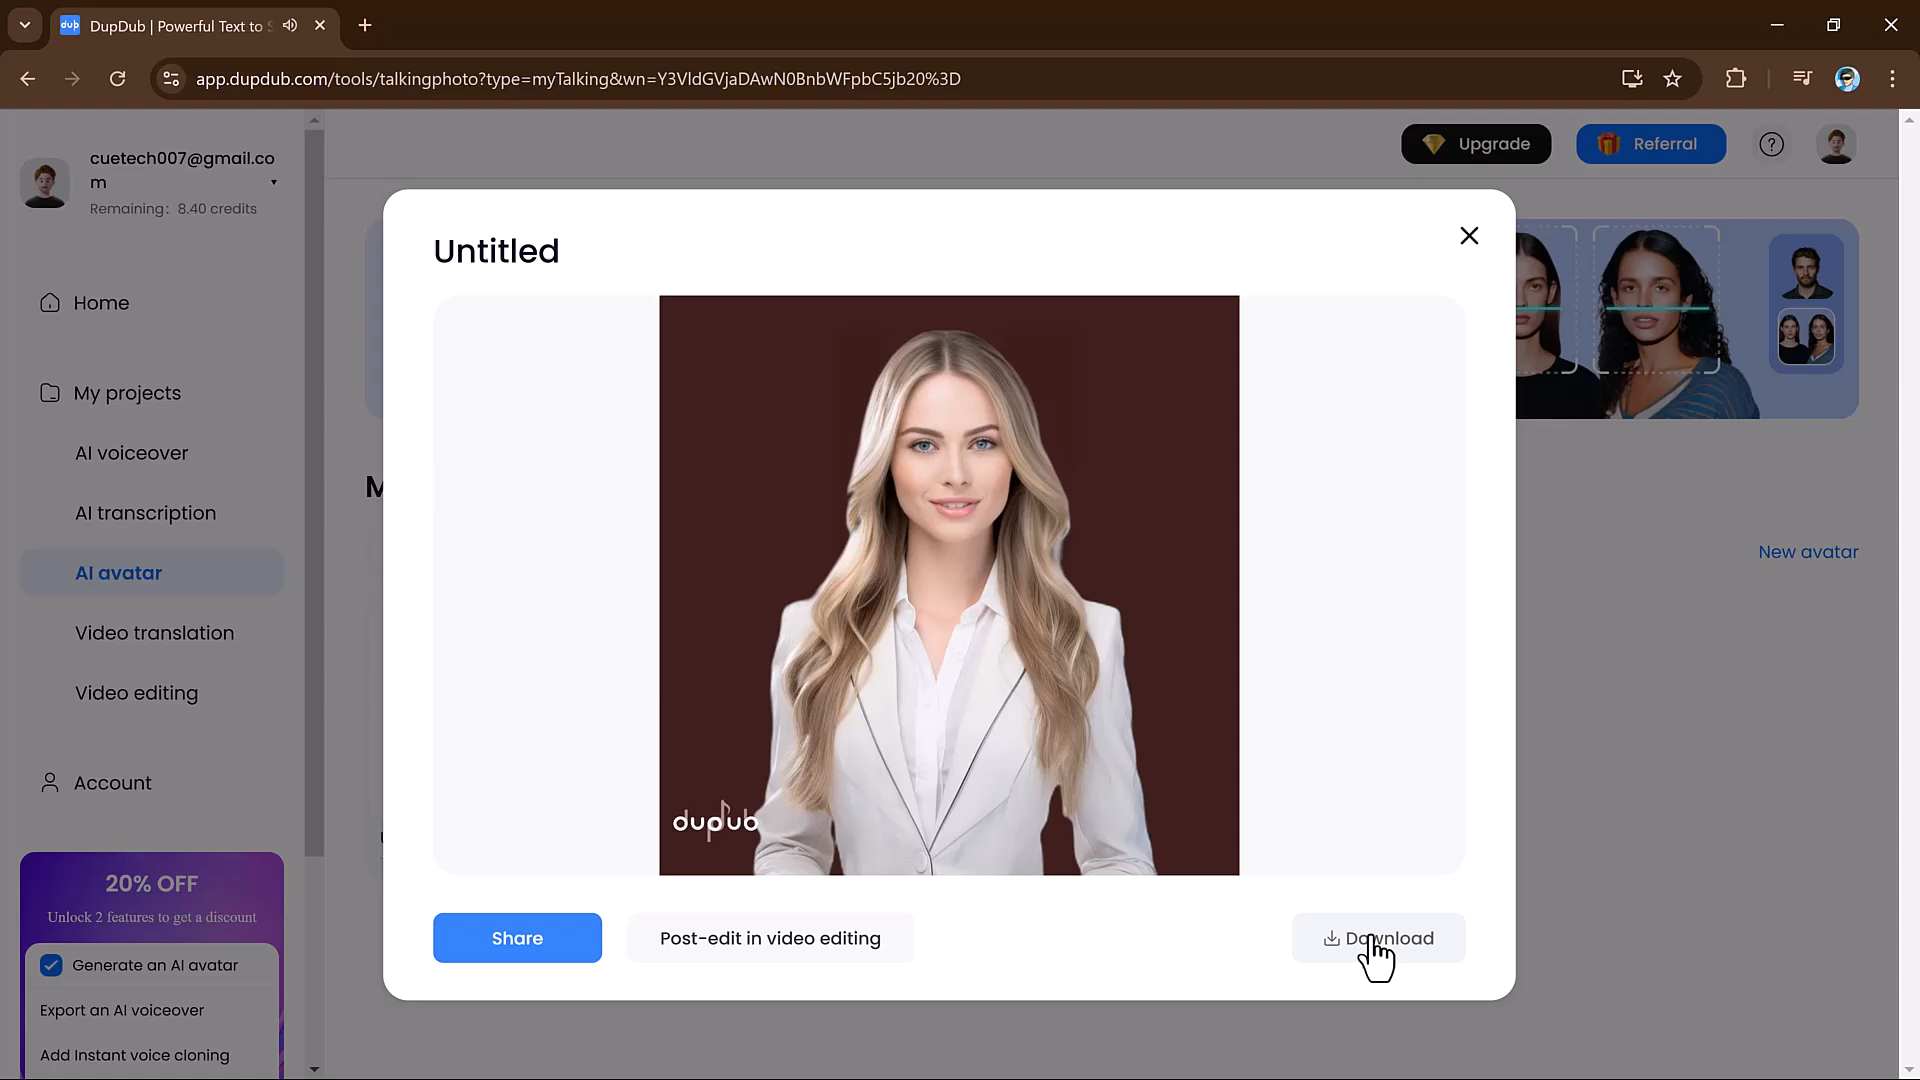 dub
DupDub | Powerful Text to S
app.dupdub.com/tools/talkingphoto?type=myTalking&wn=Y3VldGVjaDAwN0BnbWFpbC5jb20%3D
cuetech007@gmail.co
m
Remaining: 8.40 credits
Upgrade
Referral
Home
My projects
AI voiceover
AI transcription
AI avatar
Video translation
Video editing
Account
20% OFF
Unlock 2 features to get a discount
Generate an AI avatar
Export an AI voiceover
Add Instant voice cloning
Untitled
M
New avatar
dupdub
Share
Post-edit in video editing
Download